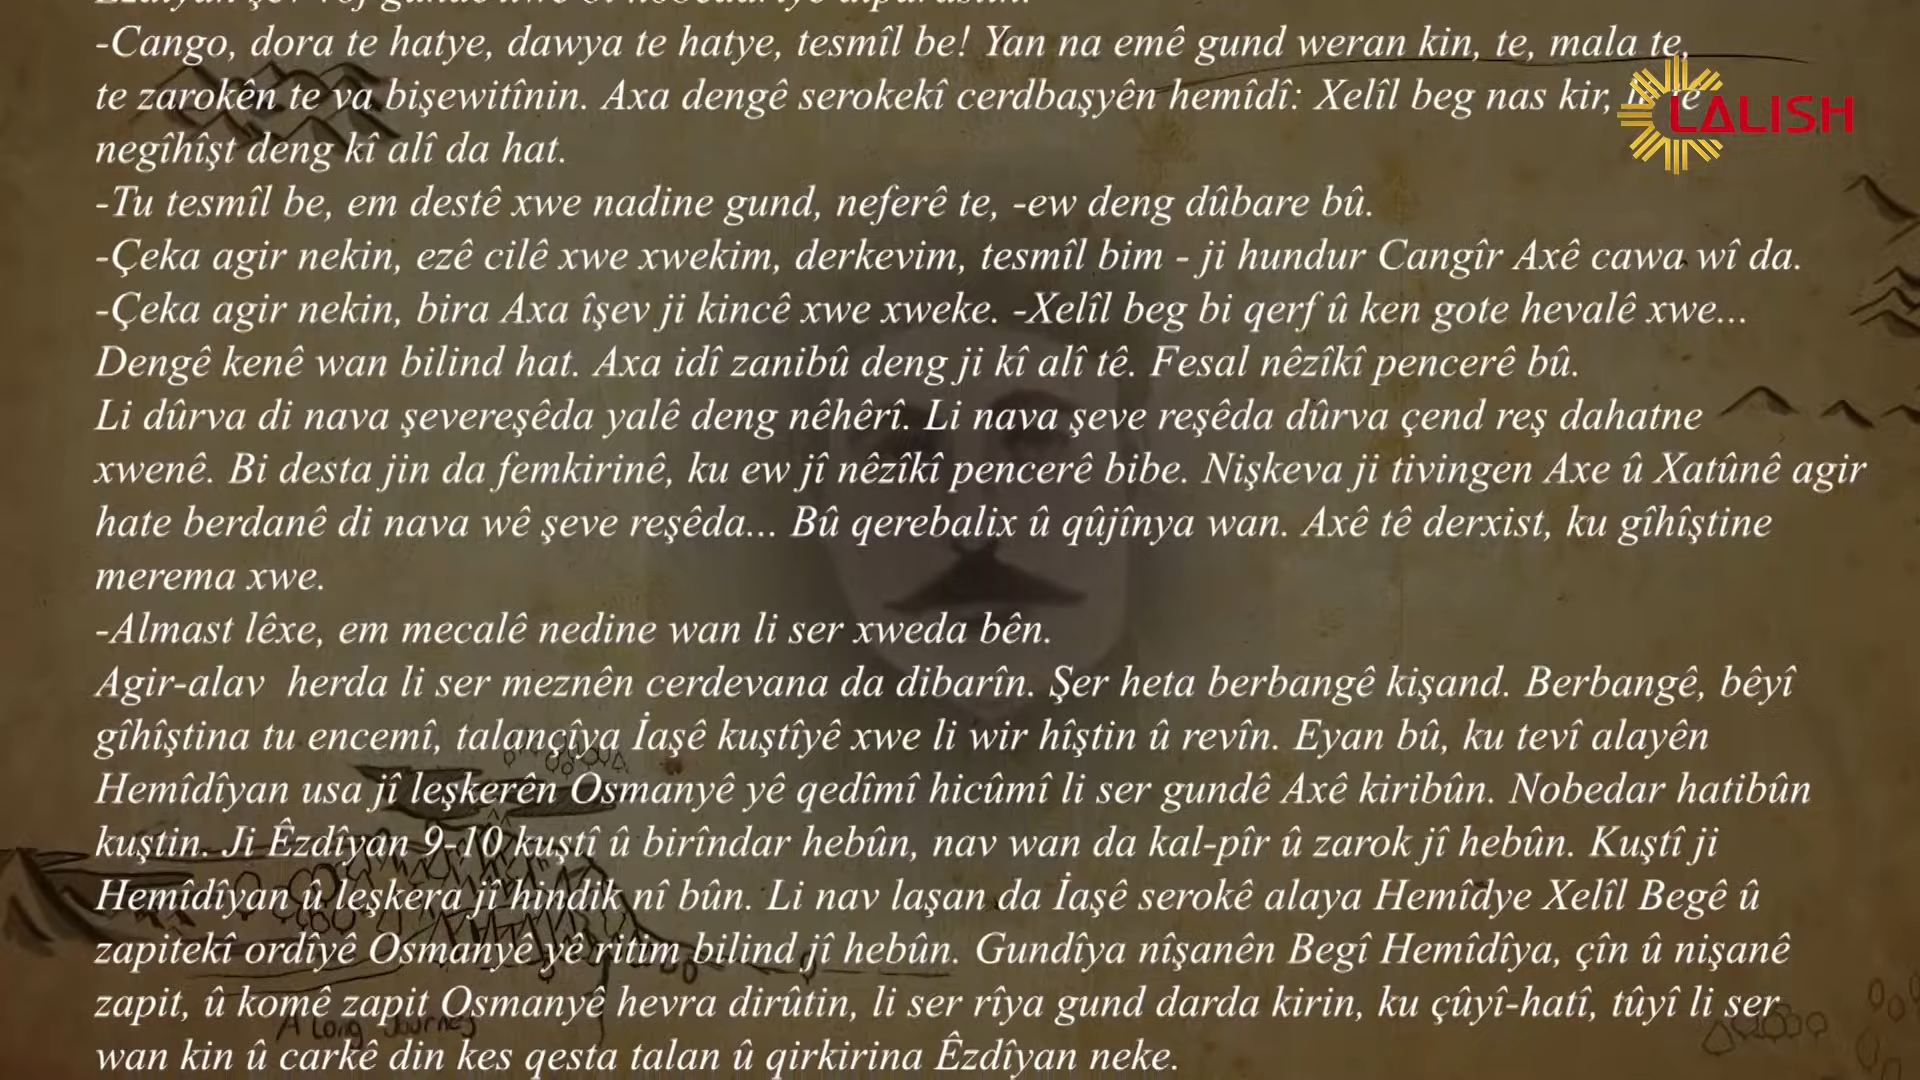 Êzdîyan şev-roj gundê xwe bi nobedarîyê diparastin.
-Cango, dora te hatye, dawya te hatye, tesmîl be! Yan na emê gund weran kin, te, mala te,
te zarokên te va bişewitînin. Axa dengê serokekî cerdbaşyên hemîdî: Xelîl beg nas kir, lê
negîhîşt deng kî alî da hat.
-Tu tesmîl be, em destê xwe nadine gund, neferê te, -ew deng dûbare bû.
-Çeka agir nekin, ezê cilê xwe xwekim, derkevim, tesmîl bim - ji hundur Cangîr Axê cawa wî da.
-Çeka agir nekin, bira Axa îşev ji kincê xwe xweke. -Xelîl beg bi qerf û ken gote hevalê xwe...
Dengê kenê wan bilind hat. Axa idî zanibû deng ji kî alî tê. Fesal nêzîkî pencerê bû.
Li dûrva di nava şevereşêda yalê deng nêhêrî. Li nava şeve reşêda dûrva çend reş dahatne
xwenê. Bi desta jin da femkirinê, ku ew jî nêzîkî pencerê bibe. Nişkeva ji tivingen Axe û Xatûnê agir
hate berdanê di nava wê şeve reşêda... Bû qerebalix û qûjînya wan. Axê tê derxist, ku gîhîştine
merema xwe.
-Almast lêxe, em mecalê nedine wan li ser xweda bên.
Agir-alav herda li ser meznên cerdevana da dibarîn. Şer heta berbangê kişand. Berbangê, bêyî
gîhîştina tu encemî, talançîya İaşê kuştîyê xwe li wir hîştin û revîn. Eyan bû, ku tevî alayên
Hemîdîyan usa jî leşkerên Osmanyê yê qedîmî hicûmî li ser gundê Axê kiribûn. Nobedar hatibûn
kuştin. Ji Êzdîyan 9-10 kuştî û birîndar hebûn, nav wan da kal-pîr û zarok jî hebûn. Kuştî ji
Hemîdîyan û leşkera jî hindik nî bûn. Li nav laşan da İaşê serokê alaya Hemîdye Xelîl Begê û
zapitekî ordîyê Osmanyê yê ritim bilind jî hebûn. Gundîya nîşanên Begî Hemîdîya, çîn û nişanê
zapit, û komê zapit Osmanyê hevra dirûtin, li ser rîya gund darda kirin, ku çûyî-hatî, tûyî li ser
wan kin û carkê din kes qesta talan û qirkirina Êzdîyan neke.
LALISH
A Long Journey